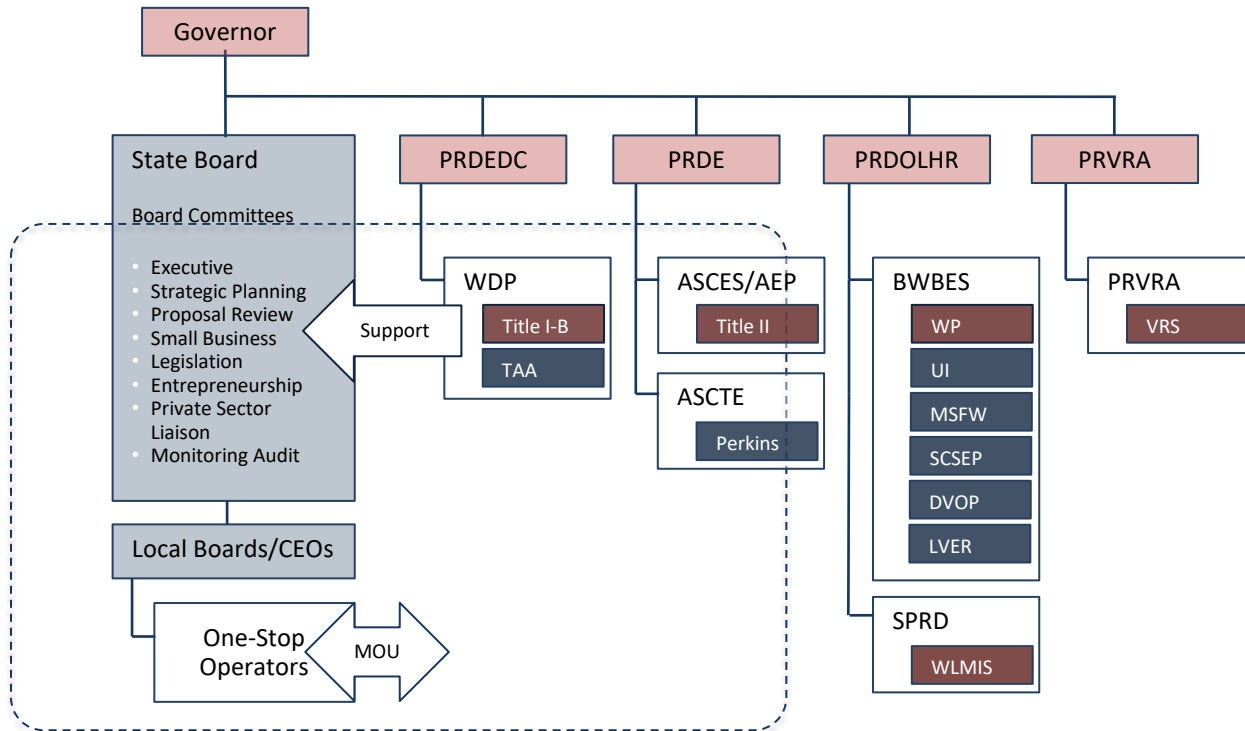 Governor
State Board
Board Committees
• Executive
• Strategic Planning
• Proposal Review
• Small Business
• Legislation
• Entrepreneurship
• Private Sector
Liaison
• Monitoring Audit
Local Boards/CEOs
One-Stop
Operators
MOU
Support
PRDEDC
WDP
Title I-B
TAA
PRDE
ASCES/AEP
Title II
ASCTE
Perkins
PRDOLHR
BWBES
WP
UI
MSFW
SCSEP
DVOP
LVER
SPRD
WLMIS
PRVRA
PRVRA
VRS